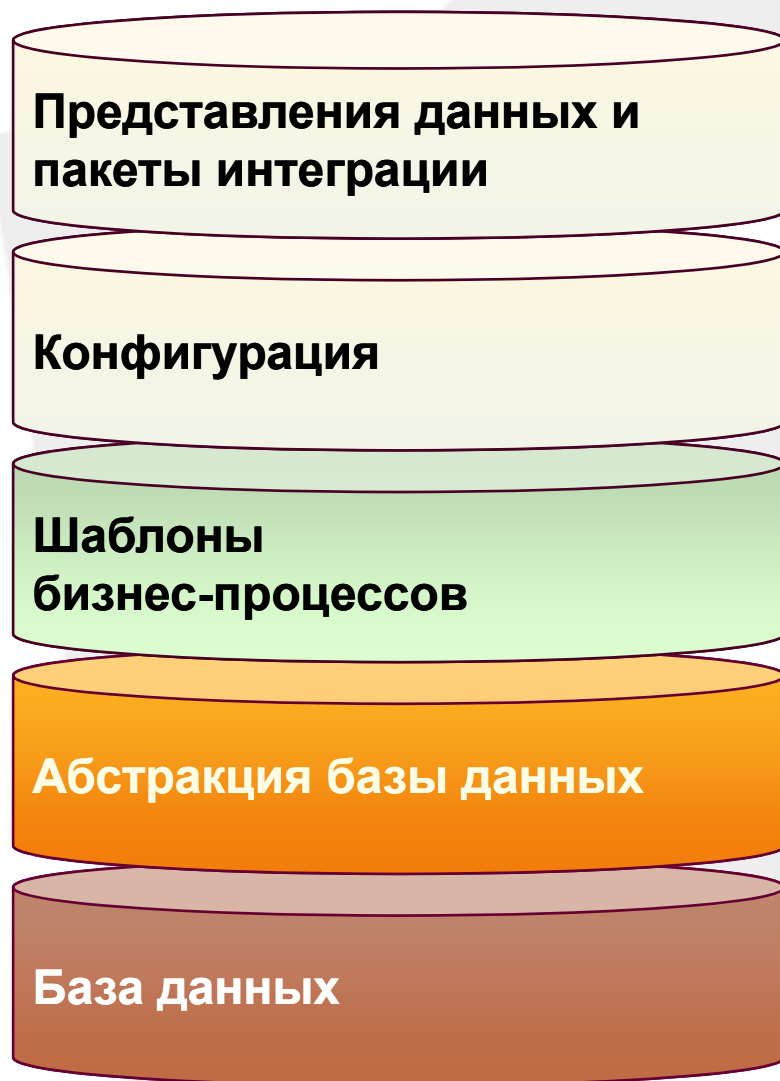 Представления данных и
пакеты интеграции
Конфигурация
Шаблоны
бизнес-процессов
Абстракция базы данных
База данных